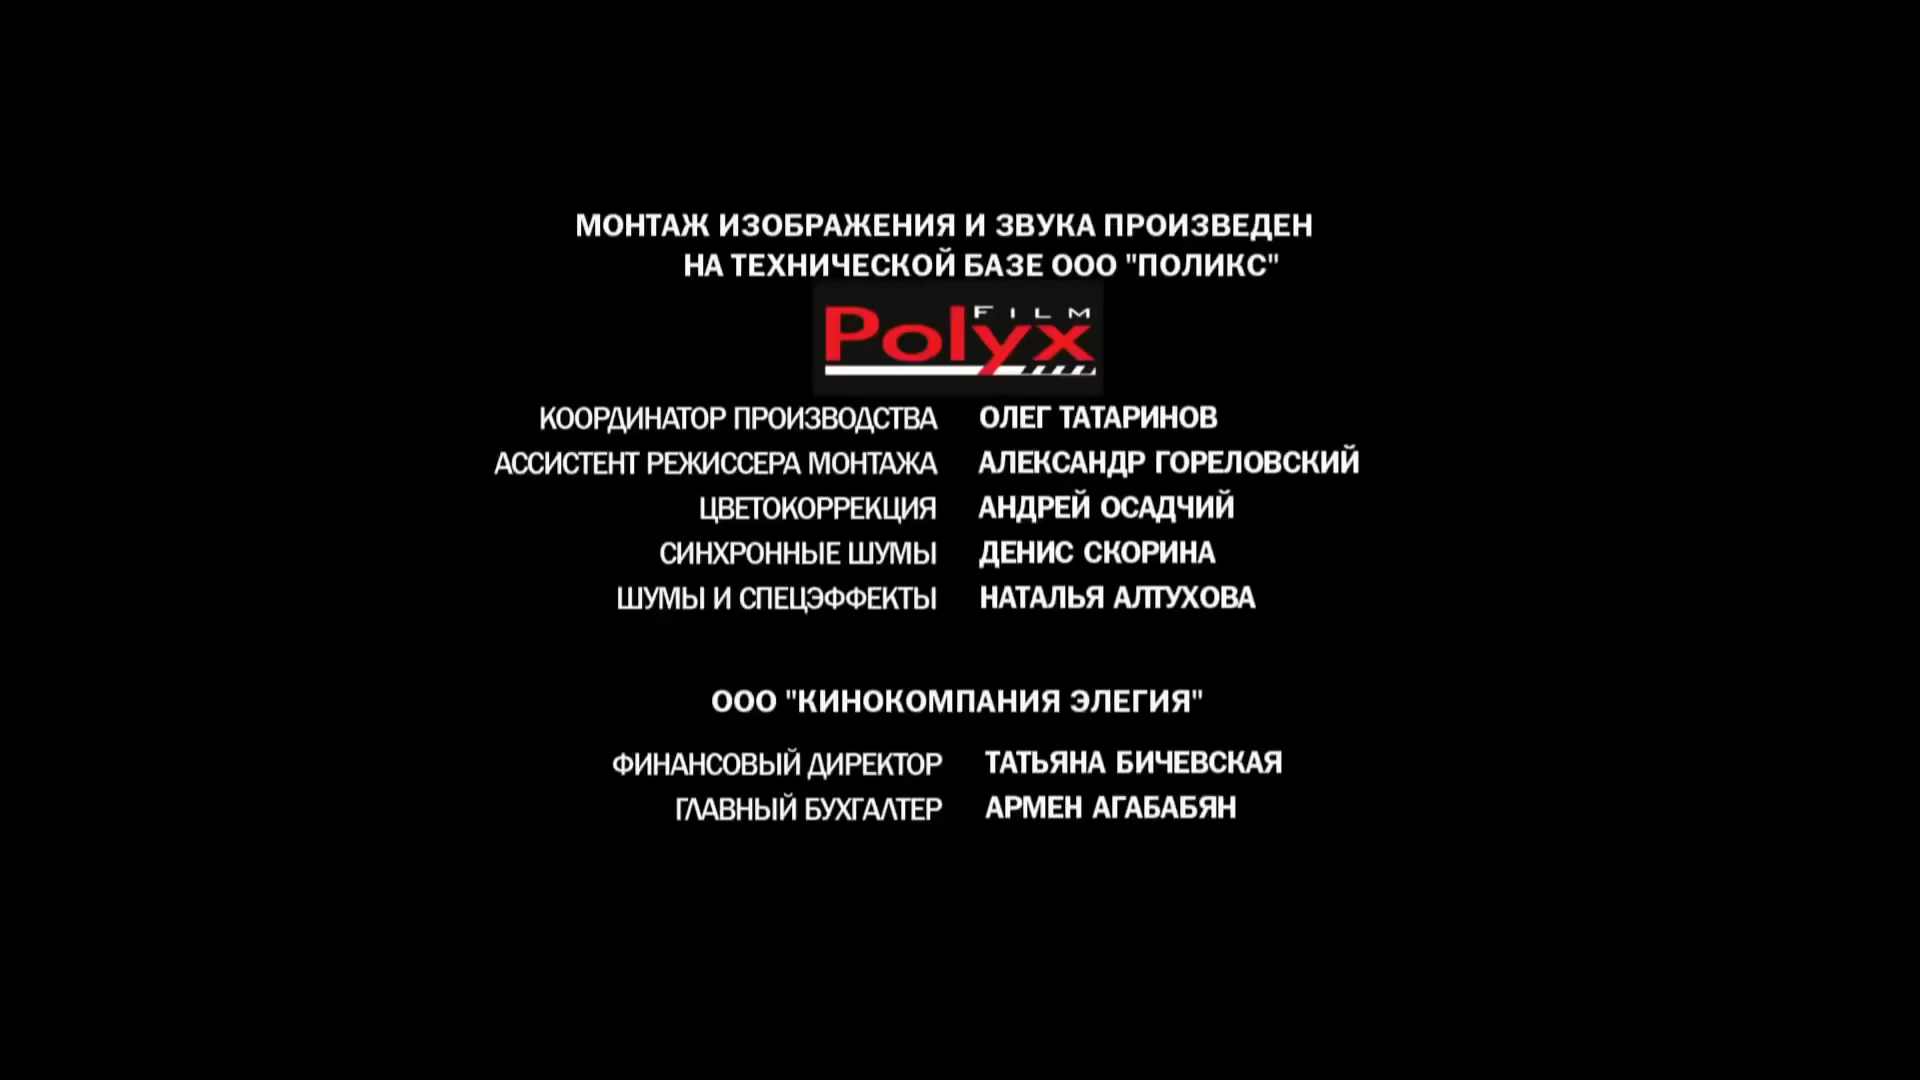 МОНТАЖ ИЗОБРАЖЕНИЯ И ЗВУКА ПРОИЗВЕДЕН
НА ТЕХНИЧЕСКОЙ БАЗЕ ООО "ПОЛИКС"
FILM
Polyx
КООРДИНАТОР ПРОИЗВОДСТВА ОЛЕГ ТАТАРИНОВ
АССИСТЕНТ РЕЖИССЕРА МОНТАЖА АЛЕКСАНДР ГОРЕЛОВСКИЙ
ЦВЕТОКОРРЕКЦИЯ АНДРЕЙ ОСАДЧИЙ
СИНХРОННЫЕ ШУМЫ ДЕНИС СКОРИНА
ШУМЫ И СПЕЦЭФФЕКТЫ НАТАЛЬЯ АЛТУХОВА
ООО "КИНОКОМПАНИЯ ЭЛЕГИЯ"
ФИНАНСОВЫЙ ДИРЕКТОР ТАТЬЯНА БИЧЕВСКАЯ
ГЛАВНЫЙ БУХГАЛТЕР АРМЕН АГАБАБЯН